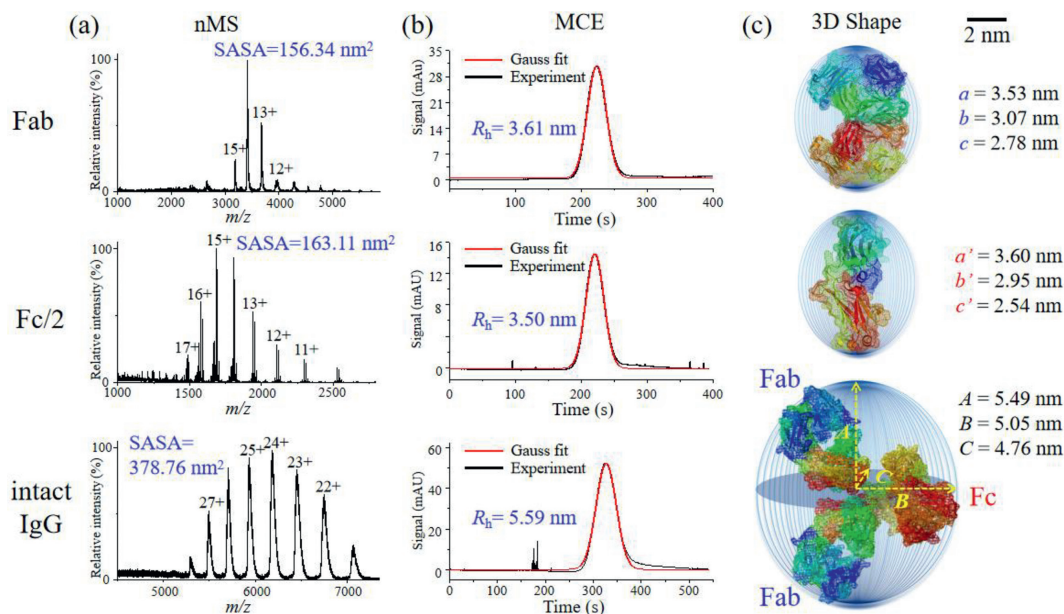 (a) nMS
(b) MCE
(c) 3D Shape
2 nm
Fab
Relative intensity (%)
100
50
0
SASA=156.34 nm²
15+
13+
12+
1000 2000 3000 4000 5000
m/z
Signal (mAu)
35
28
21
14
7
0
Gauss fit
Experiment
Rh = 3.61 nm
0 100 200 300 400
Time (s)
a = 3.53 nm
b = 3.07 nm
c = 2.78 nm
Fc/2
Relative intensity (%)
100
50
0
15+
SASA=163.11 nm²
16+
13+
12+
17+
11+
1000 1500 2000 2500
m/z
Signal (mAU)
16
12
8
4
0
Gauss fit
Experiment
Rh = 3.50 nm
0 100 200 300 400
Time (s)
a’ = 3.60 nm
b’ = 2.95 nm
c’ = 2.54 nm
intact
IgG
Relative intensity (%)
100
50
0
SASA=
378.76 nm²
24+
25+
23+
27+
22+
5000 6000 7000
m/z
Signal (mAU)
60
40
20
0
Gauss fit
Experiment
Rh = 5.59 nm
0 100 200 300 400 500
Time (s)
Fab
A
C
B
Fc
Fab
A = 5.49 nm
B = 5.05 nm
C = 4.76 nm